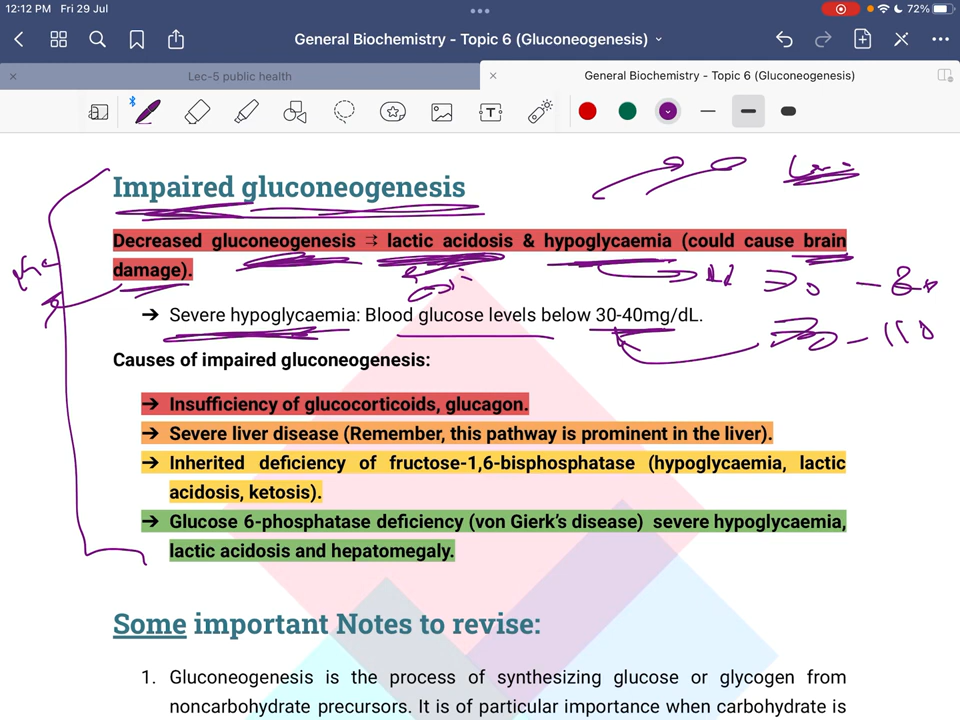 12:12 PM Fri 29 Jul
72%
General Biochemistry - Topic 6 (Gluconeogenesis)
Lec-5 public health
General Biochemistry - Topic 6 (Gluconeogenesis)
Impaired gluconeogenesis
Decreased gluconeogenesis ⇉ lactic acidosis & hypoglycaemia (could cause brain
damage).
➔ Severe hypoglycaemia: Blood glucose levels below 30-40mg/dL.
110
Causes of impaired gluconeogenesis:
➔ Insufficiency of glucocorticoids, glucagon.
➔ Severe liver disease (Remember, this pathway is prominent in the liver).
➔ Inherited deficiency of fructose-1,6-bisphosphatase (hypoglycaemia, lactic
acidosis, ketosis).
➔ Glucose 6-phosphatase deficiency (von Gierk's disease) severe hypoglycaemia,
lactic acidosis and hepatomegaly.
Some important Notes to revise:
1. Gluconeogenesis is the process of synthesizing glucose or glycogen from
noncarbohydrate precursors. It is of particular importance when carbohydrate is